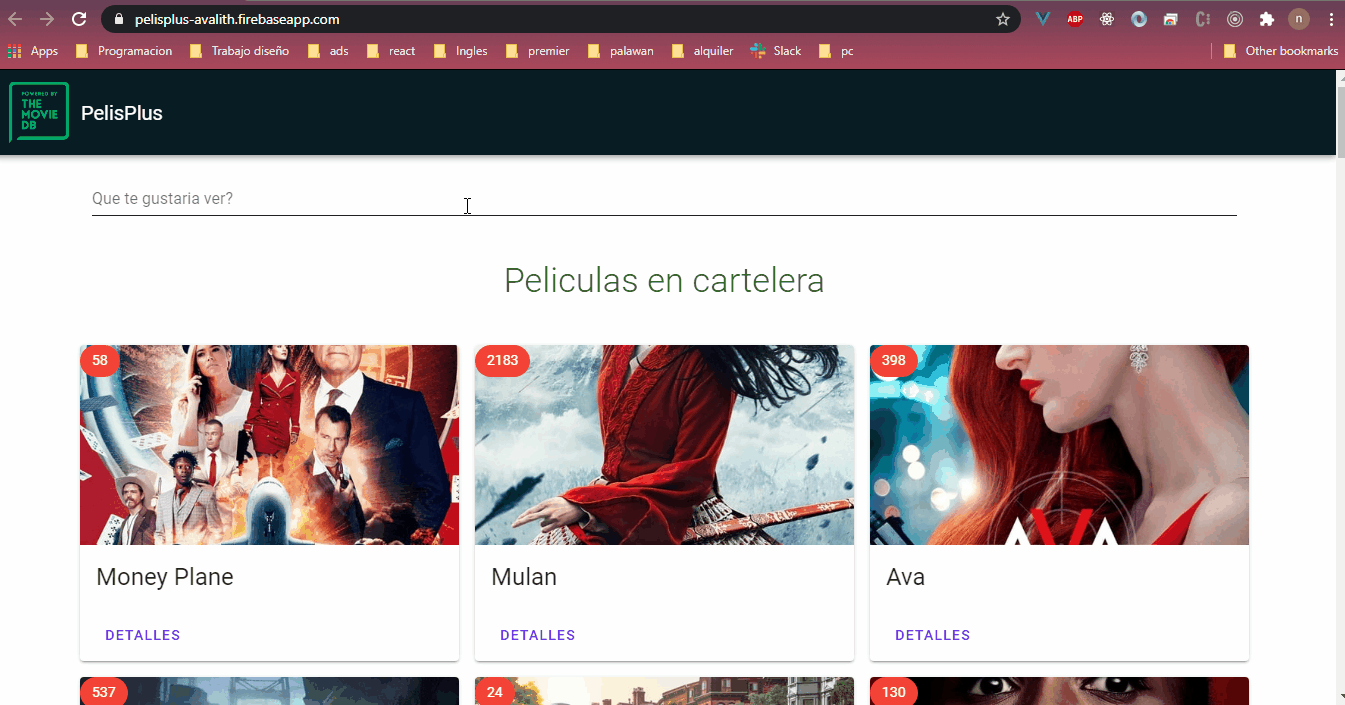 pelisplus-avalith.firebaseapp.com
ABP
n
Apps Programacion Trabajo diseño ads react Ingles premier palawan alquiler Slack pc Other bookmarks
POWERED BY
THE
MOVIE
DB
PelisPlus
Que te gustaria ver?
Peliculas en cartelera
58 2183 398
AVA
Money Plane Mulan Ava
DETALLES DETALLES DETALLES
537 24 130